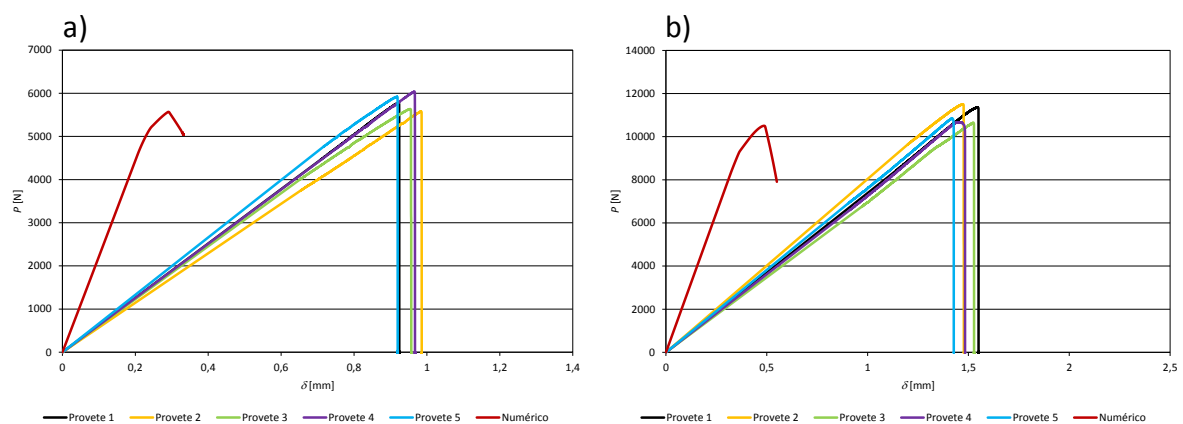 a)
P [N]
7000
6000
5000
4000
3000
2000
1000
0
0 0,2 0,4 0,6 0,8 1 1,2 1,4
δ [mm]
Provete 1 Provete 2 Provete 3 Provete 4 Provete 5 Numérico
b)
P [N]
14000
12000
10000
8000
6000
4000
2000
0
0 0,5 1 1,5 2 2,5
δ [mm]
Provete 1 Provete 2 Provete 3 Provete 4 Provete 5 Numérico